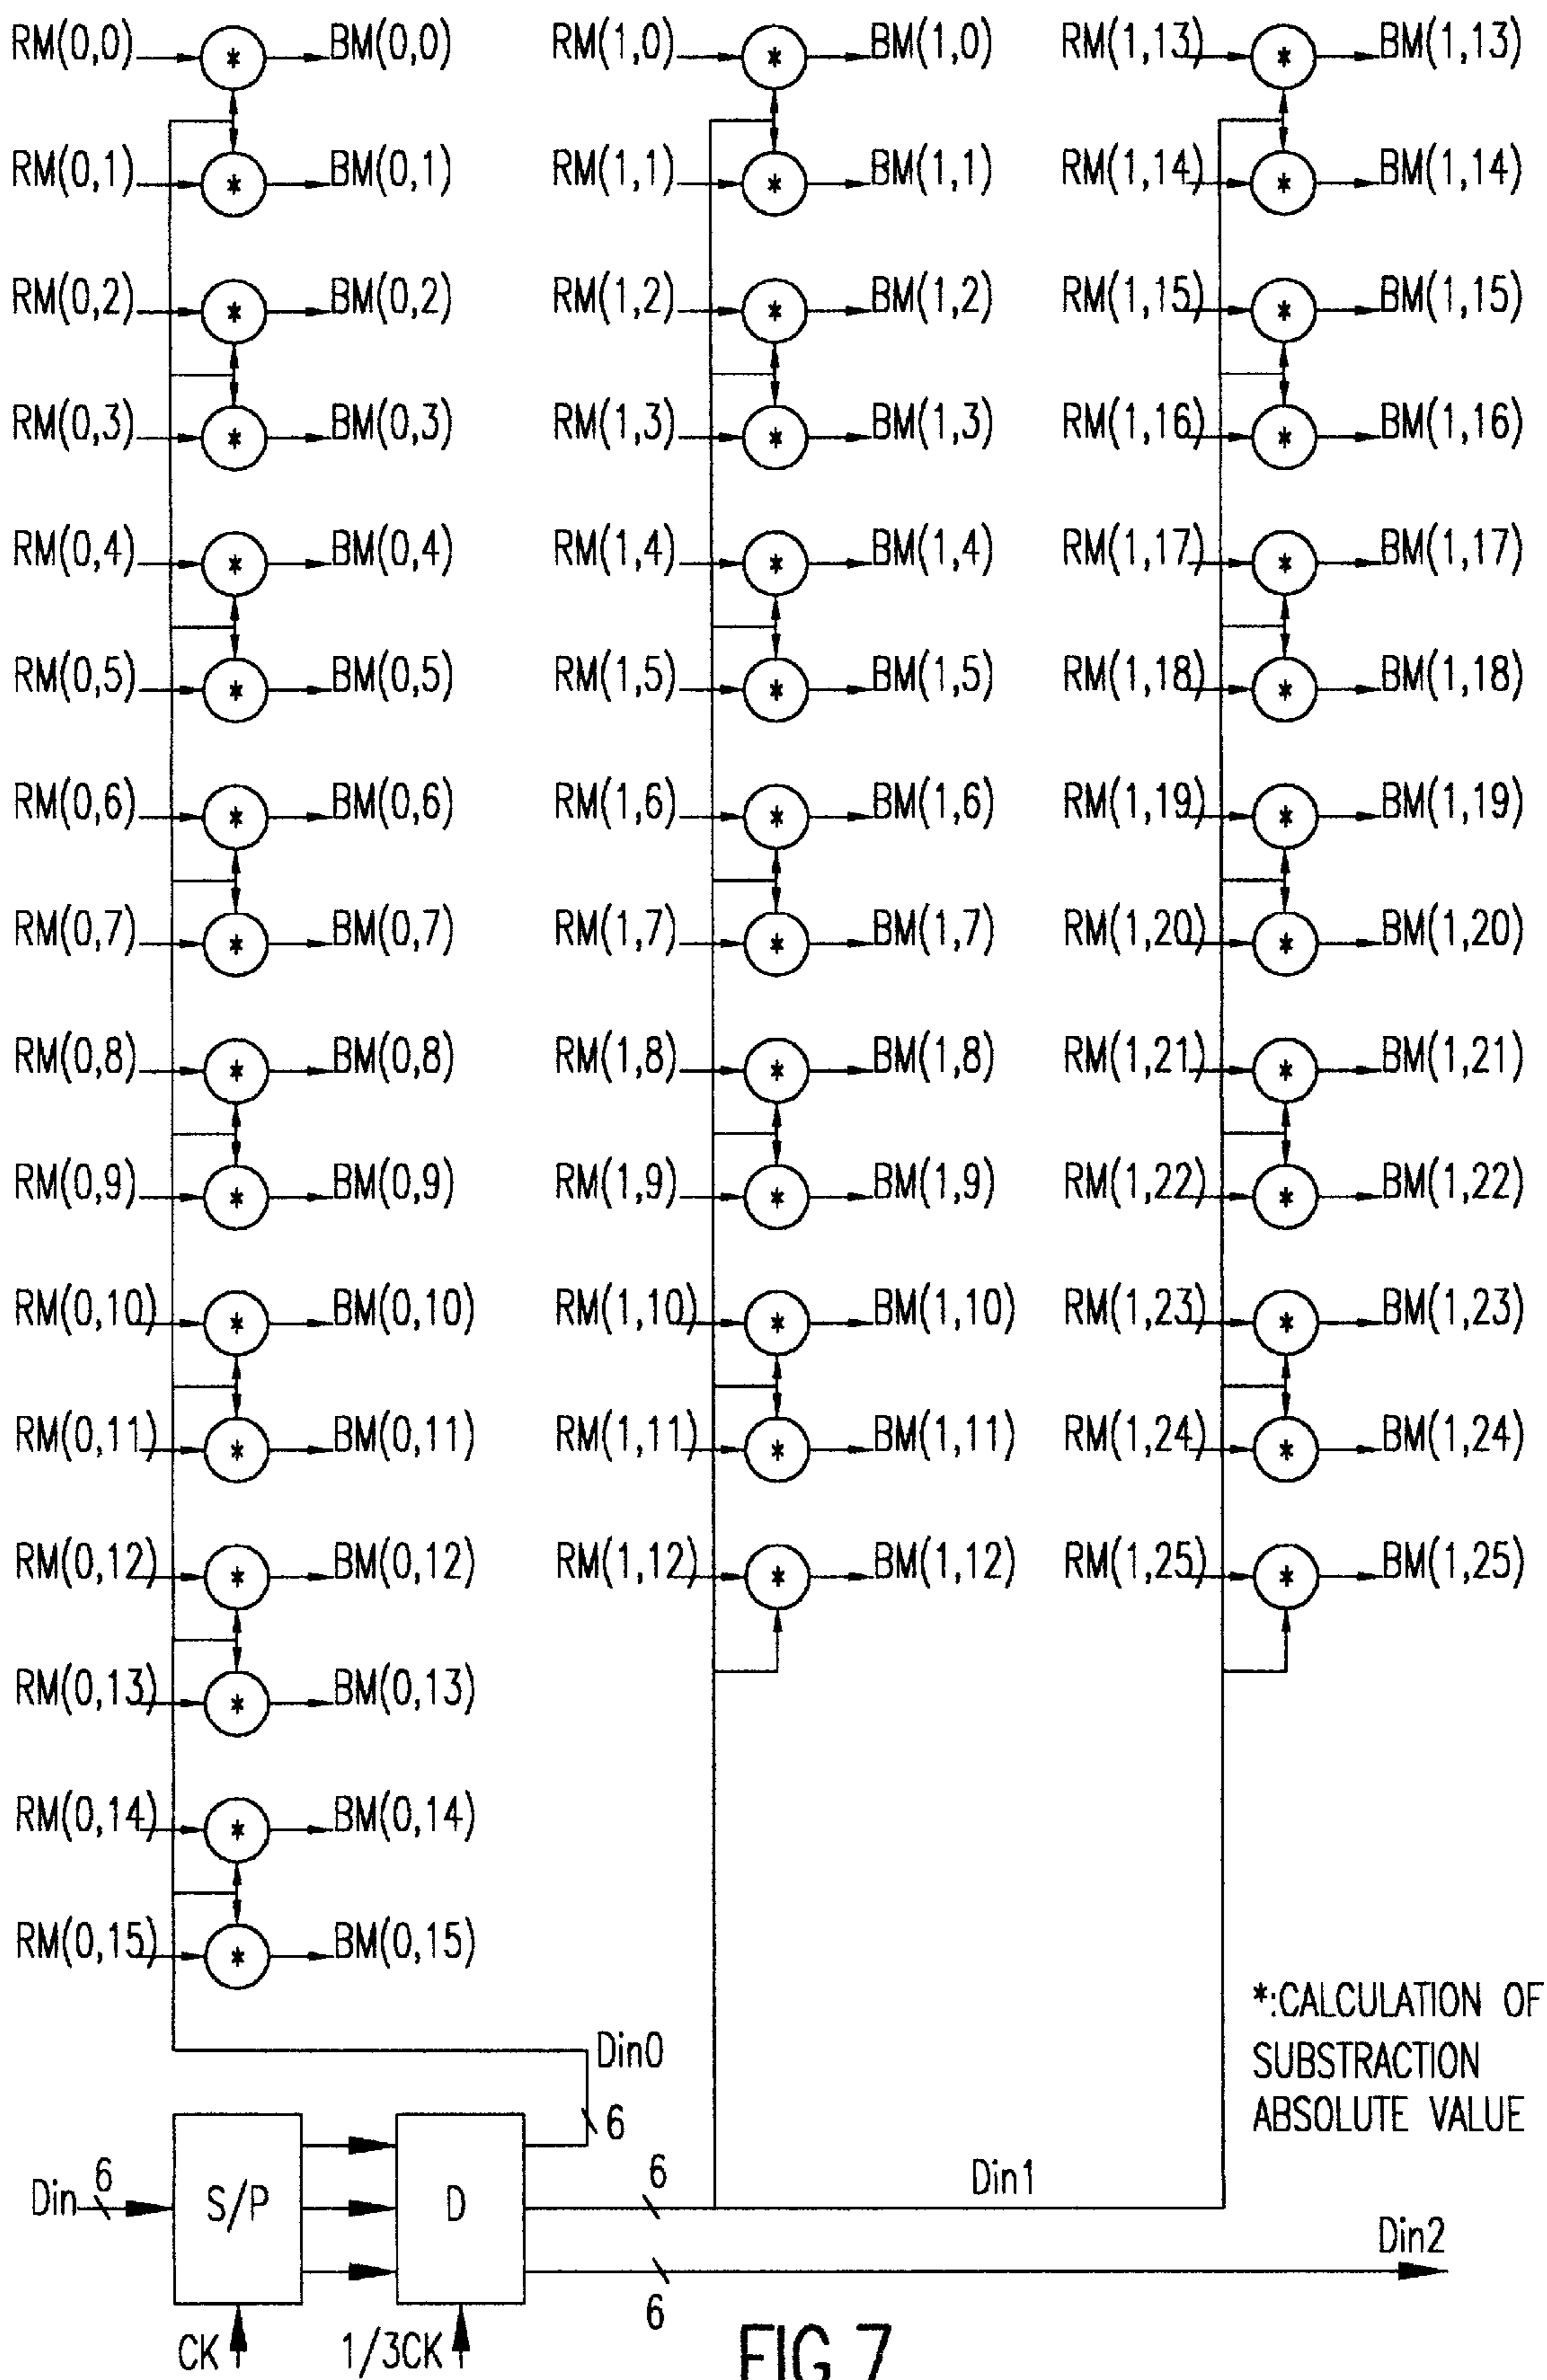 RM(0,0) * BM(0,0) RM(1,0) * BM(1,0) RM(1,13) * BM(1,13)
RM(0,1) * BM(0,1) RM(1,1) * BM(1,1) RM(1,14) * BM(1,14)
RM(0,2) * BM(0,2) RM(1,2) * BM(1,2) RM(1,15) * BM(1,15)
RM(0,3) * BM(0,3) RM(1,3) * BM(1,3) RM(1,16) * BM(1,16)
RM(0,4) * BM(0,4) RM(1,4) * BM(1,4) RM(1,17) * BM(1,17)
RM(0,5) * BM(0,5) RM(1,5) * BM(1,5) RM(1,18) * BM(1,18)
RM(0,6) * BM(0,6) RM(1,6) * BM(1,6) RM(1,19) * BM(1,19)
RM(0,7) * BM(0,7) RM(1,7) * BM(1,7) RM(1,20) * BM(1,20)
RM(0,8) * BM(0,8) RM(1,8) * BM(1,8) RM(1,21) * BM(1,21)
RM(0,9) * BM(0,9) RM(1,9) * BM(1,9) RM(1,22) * BM(1,22)
RM(0,10) * BM(0,10) RM(1,10) * BM(1,10) RM(1,23) * BM(1,23)
RM(0,11) * BM(0,11) RM(1,11) * BM(1,11) RM(1,24) * BM(1,24)
RM(0,12) * BM(0,12) RM(1,12) * BM(1,12) RM(1,25) * BM(1,25)
RM(0,13) * BM(0,13)
RM(0,14) * BM(0,14)
RM(0,15) * BM(0,15)
*:CALCULATION OF
SUBSTRACTION
ABSOLUTE VALUE
Din0
6
Din 6 S/P D 6 Din1
Din2
6
CK 1/3CK
FIG.7